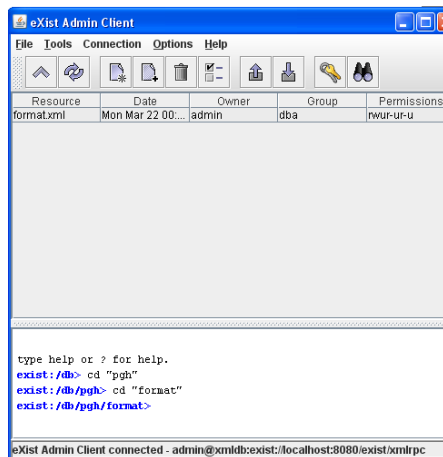 eXist Admin Client
File Tools Connection Options Help
Resource Date Owner Group Permissions
format.xml Mon Mar 22 00:... admin dba rwur-ur-u
type help or ? for help.
exist:/db> cd "pgh"
exist:/db/pgh> cd "format"
exist:/db/pgh/format>
eXist Admin Client connected - admin@xmldb:exist://localhost:8080/exist/xmlrpc